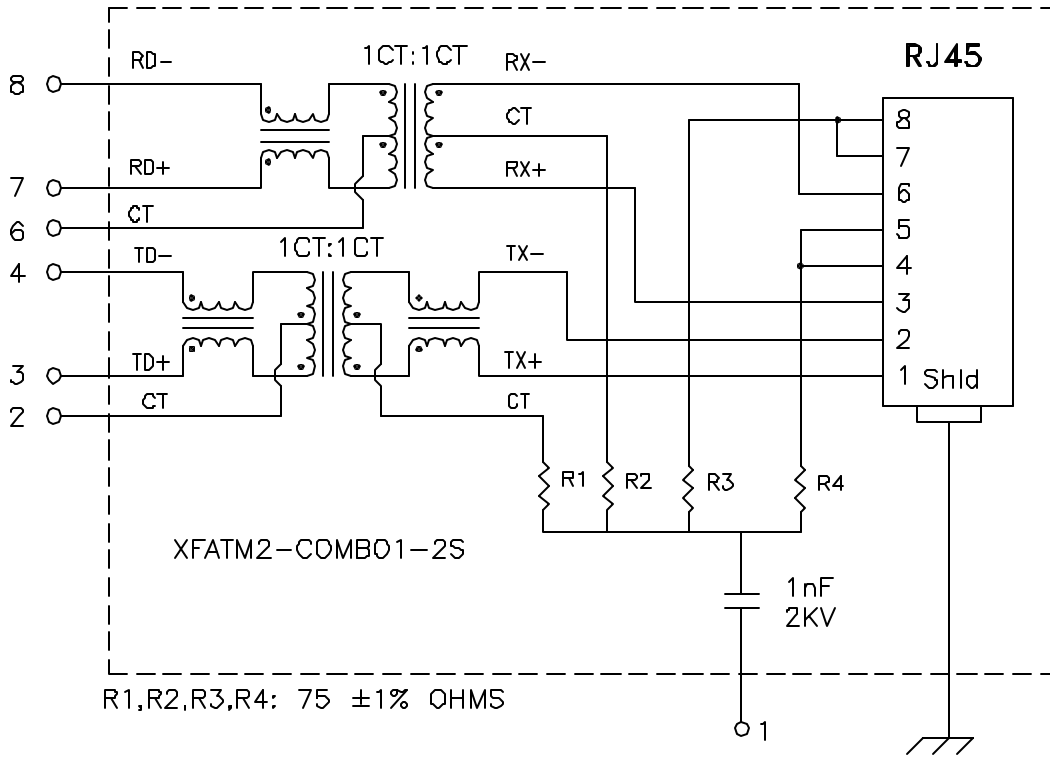 1CT:1CT
RJ45
8
RD-
RX-
CT
8
7
7
RD+
RX+
6
6
CT
5
1CT:1CT
4
TD-
TX-
4
3
2
3
TD+
TX+
1 Shld
2
CT
CT
R1
R2
R3
R4
XFATM2-COMBO1-2S
1nF
2KV
R1,R2,R3,R4: 75 ±1% OHMS
1